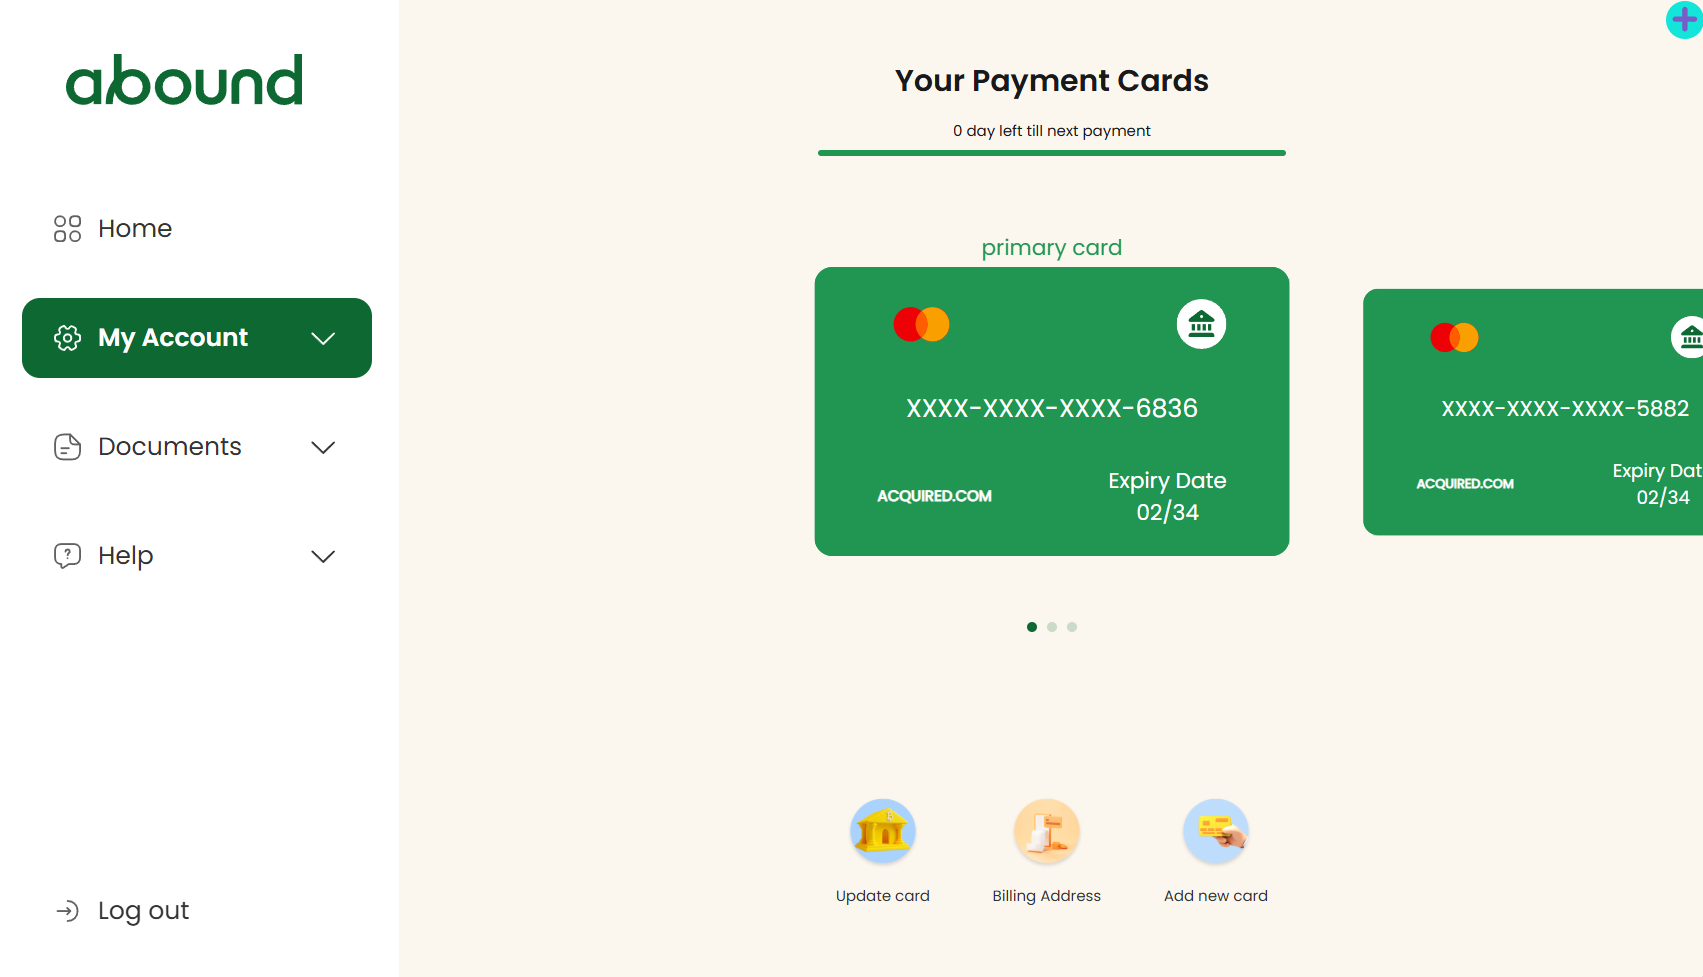 abound
Home
My Account
Documents
Help
Log out
Your Payment Cards
0 day left till next payment
primary card
XXXX-XXXX-XXXX-6836
ACQUIRED.COM
Expiry Date
02/34
XXXX-XXXX-XXXX-5882
ACQUIRED.COM
Expiry Dat
02/34
Update card
Billing Address
Add new card